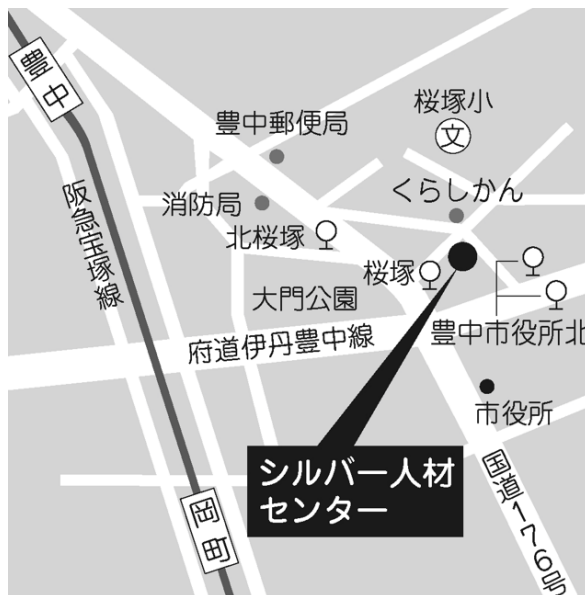 豊中
桜塚小
文
豊中郵便局
くらしかん
消防局
北桜塚
阪急宝塚線
桜塚
大門公園
豊中市役所北
府道伊丹豊中線
市役所
シルバー人材
センター
国道176号
岡町